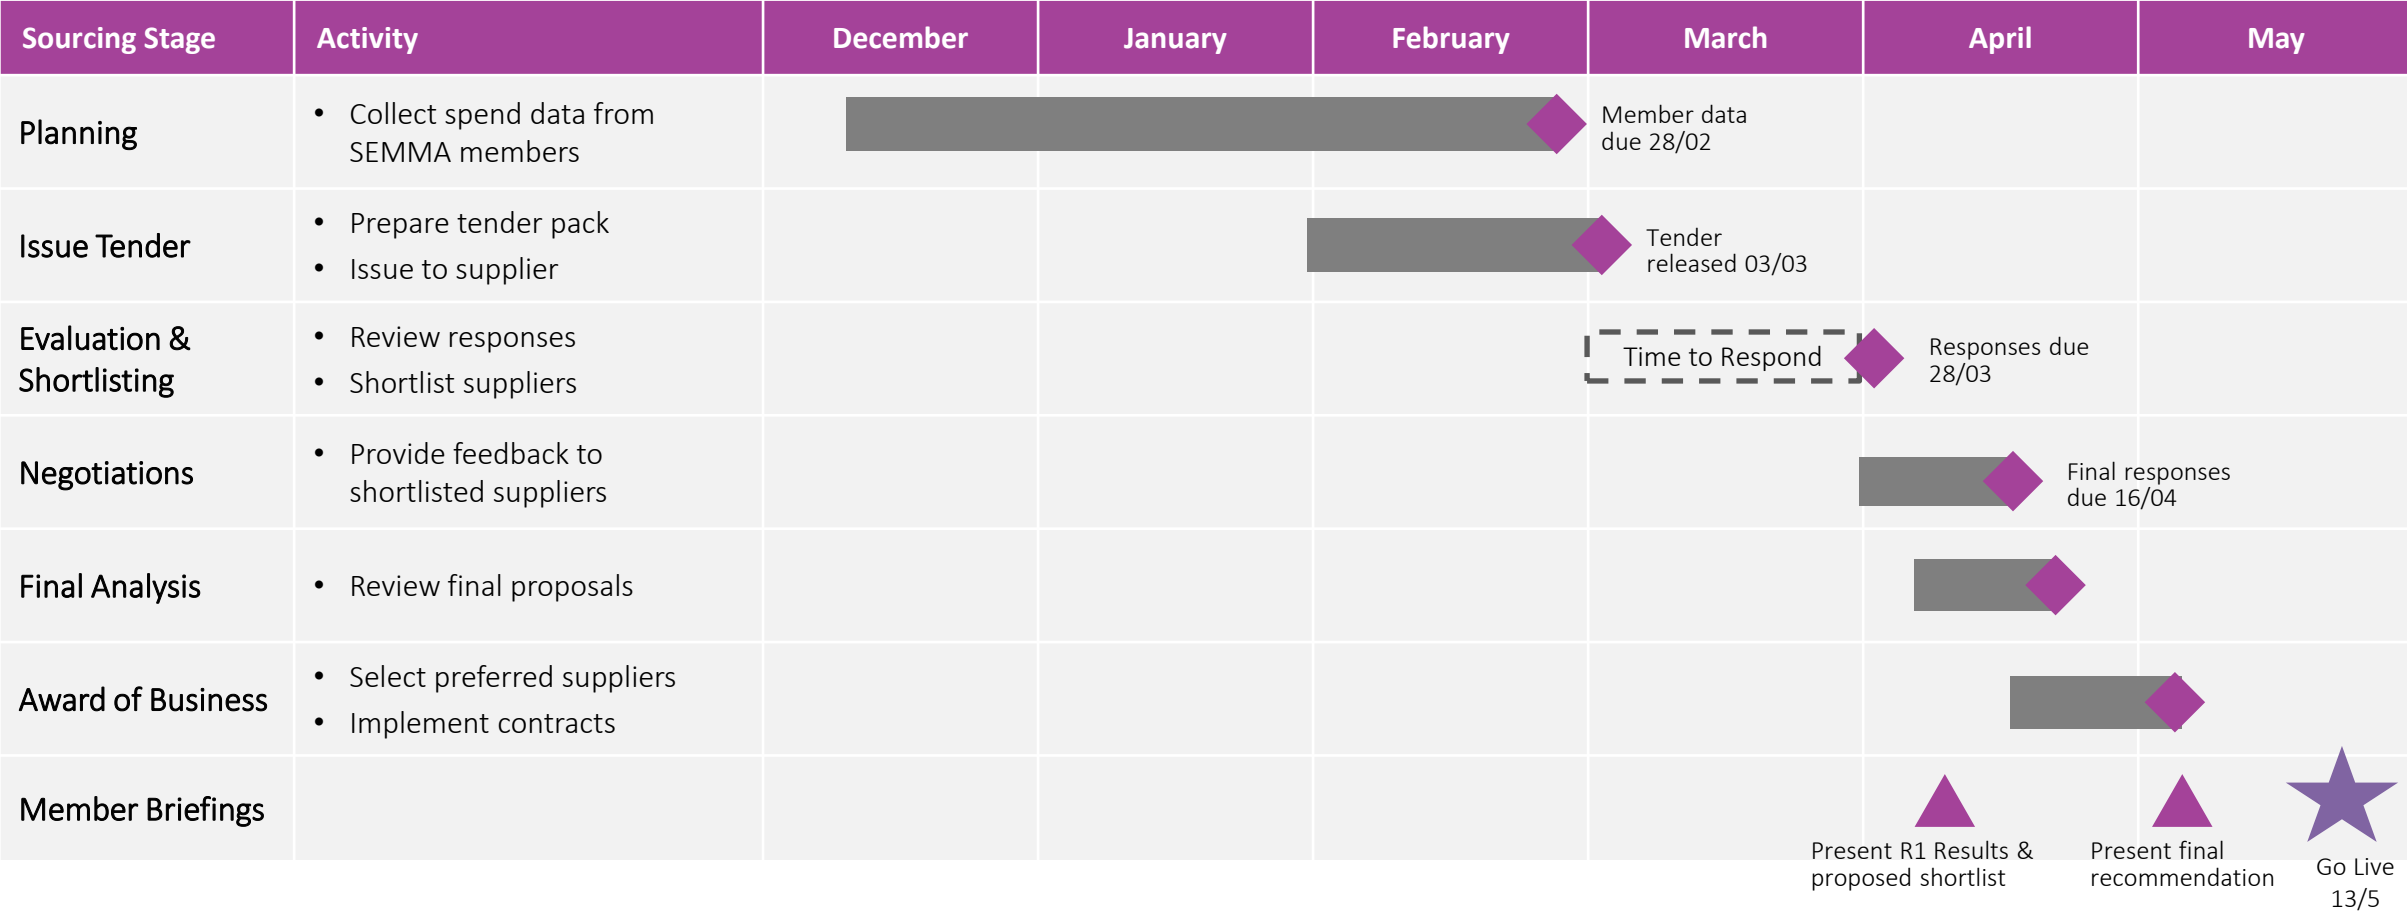 Sourcing Stage Activity December January February March April May
Planning
• Collect spend data from
SEMMA members
Member data
due 28/02
Issue Tender
• Prepare tender pack
• Issue to supplier
Tender
released 03/03
Evaluation &
Shortlisting
• Review responses
• Shortlist suppliers
Time to Respond
Responses due
28/03
Negotiations
• Provide feedback to
shortlisted suppliers
Final responses
due 16/04
Final Analysis
• Review final proposals
Award of Business
• Select preferred suppliers
• Implement contracts
Member Briefings
Present R1 Results &
proposed shortlist
Present final
recommendation
Go Live
13/5